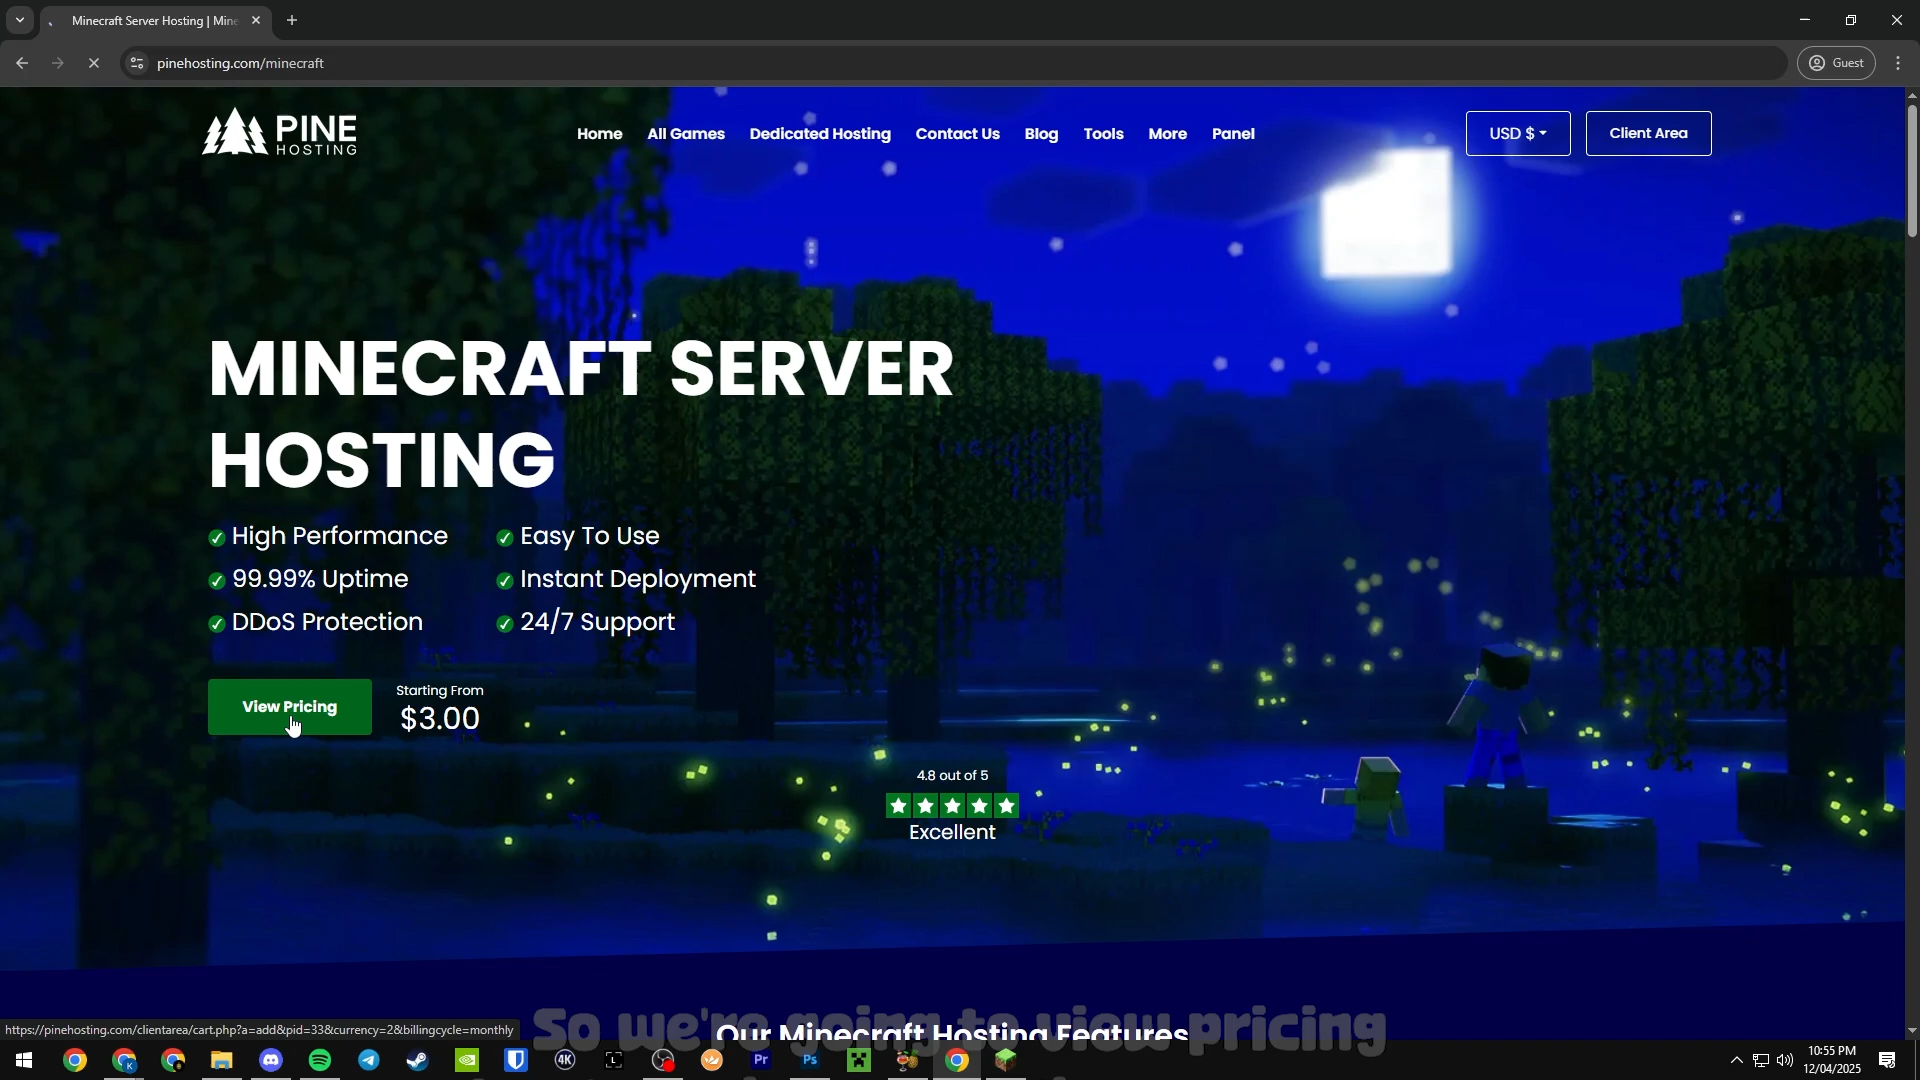 Minecraft Server Hosting | Mine
pinehosting.com/minecraft
Guest
PINE
HOSTING
Home
All Games
Dedicated Hosting
Contact Us
Blog
Tools
More
Panel
USD $
Client Area
MINECRAFT SERVER
HOSTING
High Performance
Easy To Use
99.99% Uptime
Instant Deployment
DDoS Protection
24/7 Support
View Pricing
Starting From
$3.00
4.8 out of 5
Excellent
https://pinehosting.com/clientarea/cart.php?a=add&pid=33&currency=2&billingcycle=monthly
So we're going to view pricing
Our Minecraft Hosting Features
K
4K
L
Pr
Ps
10:55 PM
12/04/2025